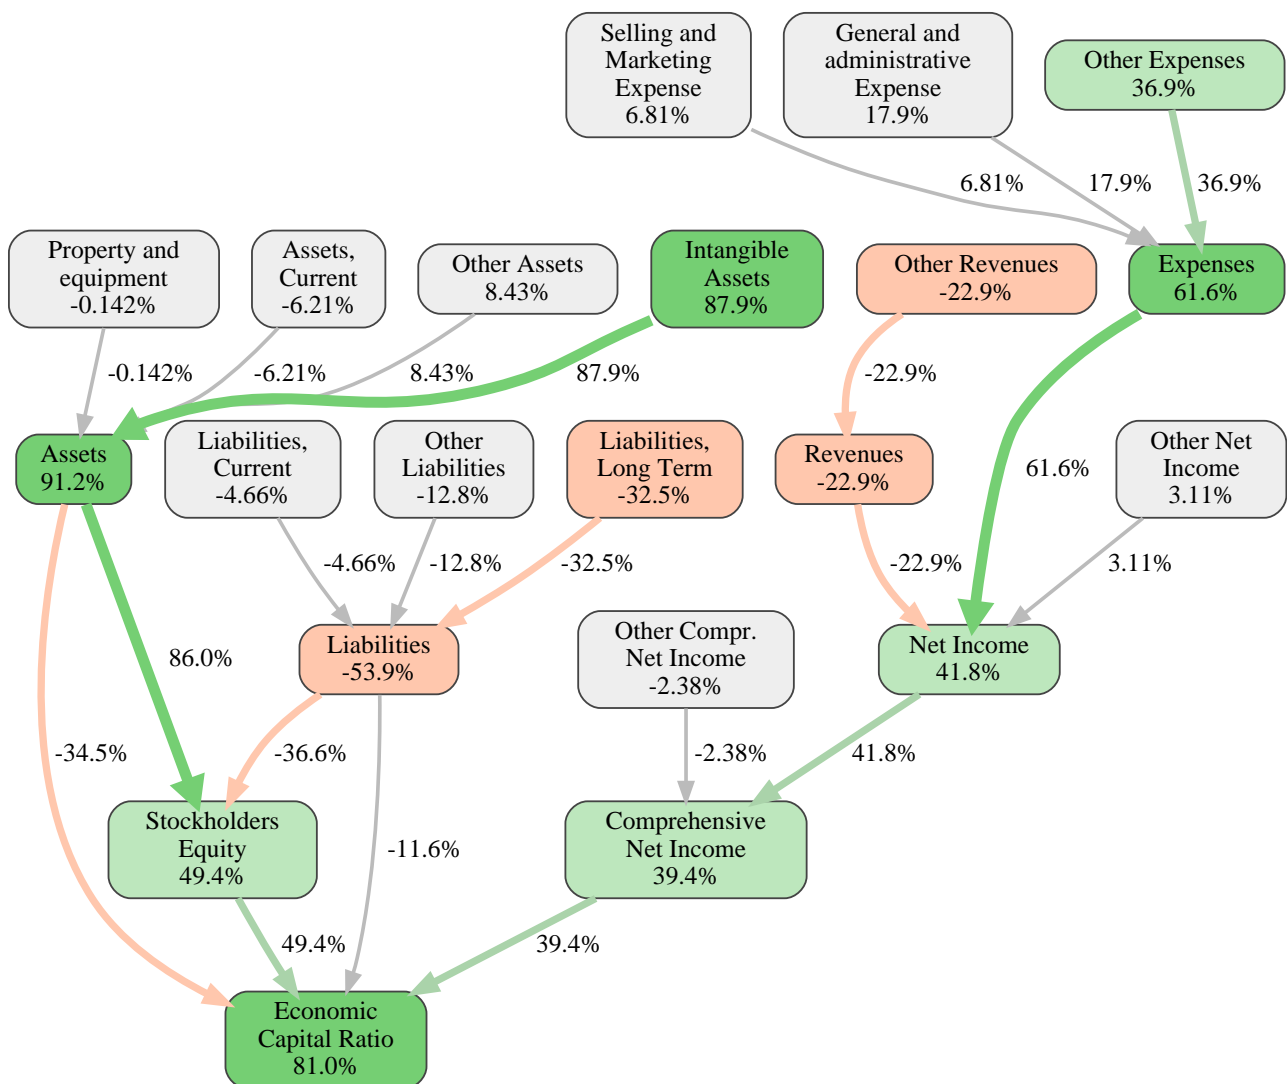 Selling and
Marketing
Expense
6.81%
General and
administrative
Expense
17.9%
Other Expenses
36.9%
6.81%
17.9%
36.9%
Property and
equipment
-0.142%
Assets,
Current
-6.21%
Other Assets
8.43%
Intangible
Assets
87.9%
Other Revenues
-22.9%
Expenses
61.6%
-0.142%
-6.21%
8.43%
87.9%
-22.9%
Assets
91.2%
Liabilities,
Current
-4.66%
Other
Liabilities
-12.8%
Liabilities,
Long Term
-32.5%
Revenues
-22.9%
61.6%
Other Net
Income
3.11%
-4.66%
-12.8%
-32.5%
-22.9%
3.11%
86.0%
Liabilities
-53.9%
Other Compr.
Net Income
-2.38%
Net Income
41.8%
-34.5%
-36.6%
-2.38%
41.8%
Stockholders
Equity
49.4%
-11.6%
Comprehensive
Net Income
39.4%
49.4%
39.4%
Economic
Capital Ratio
81.0%